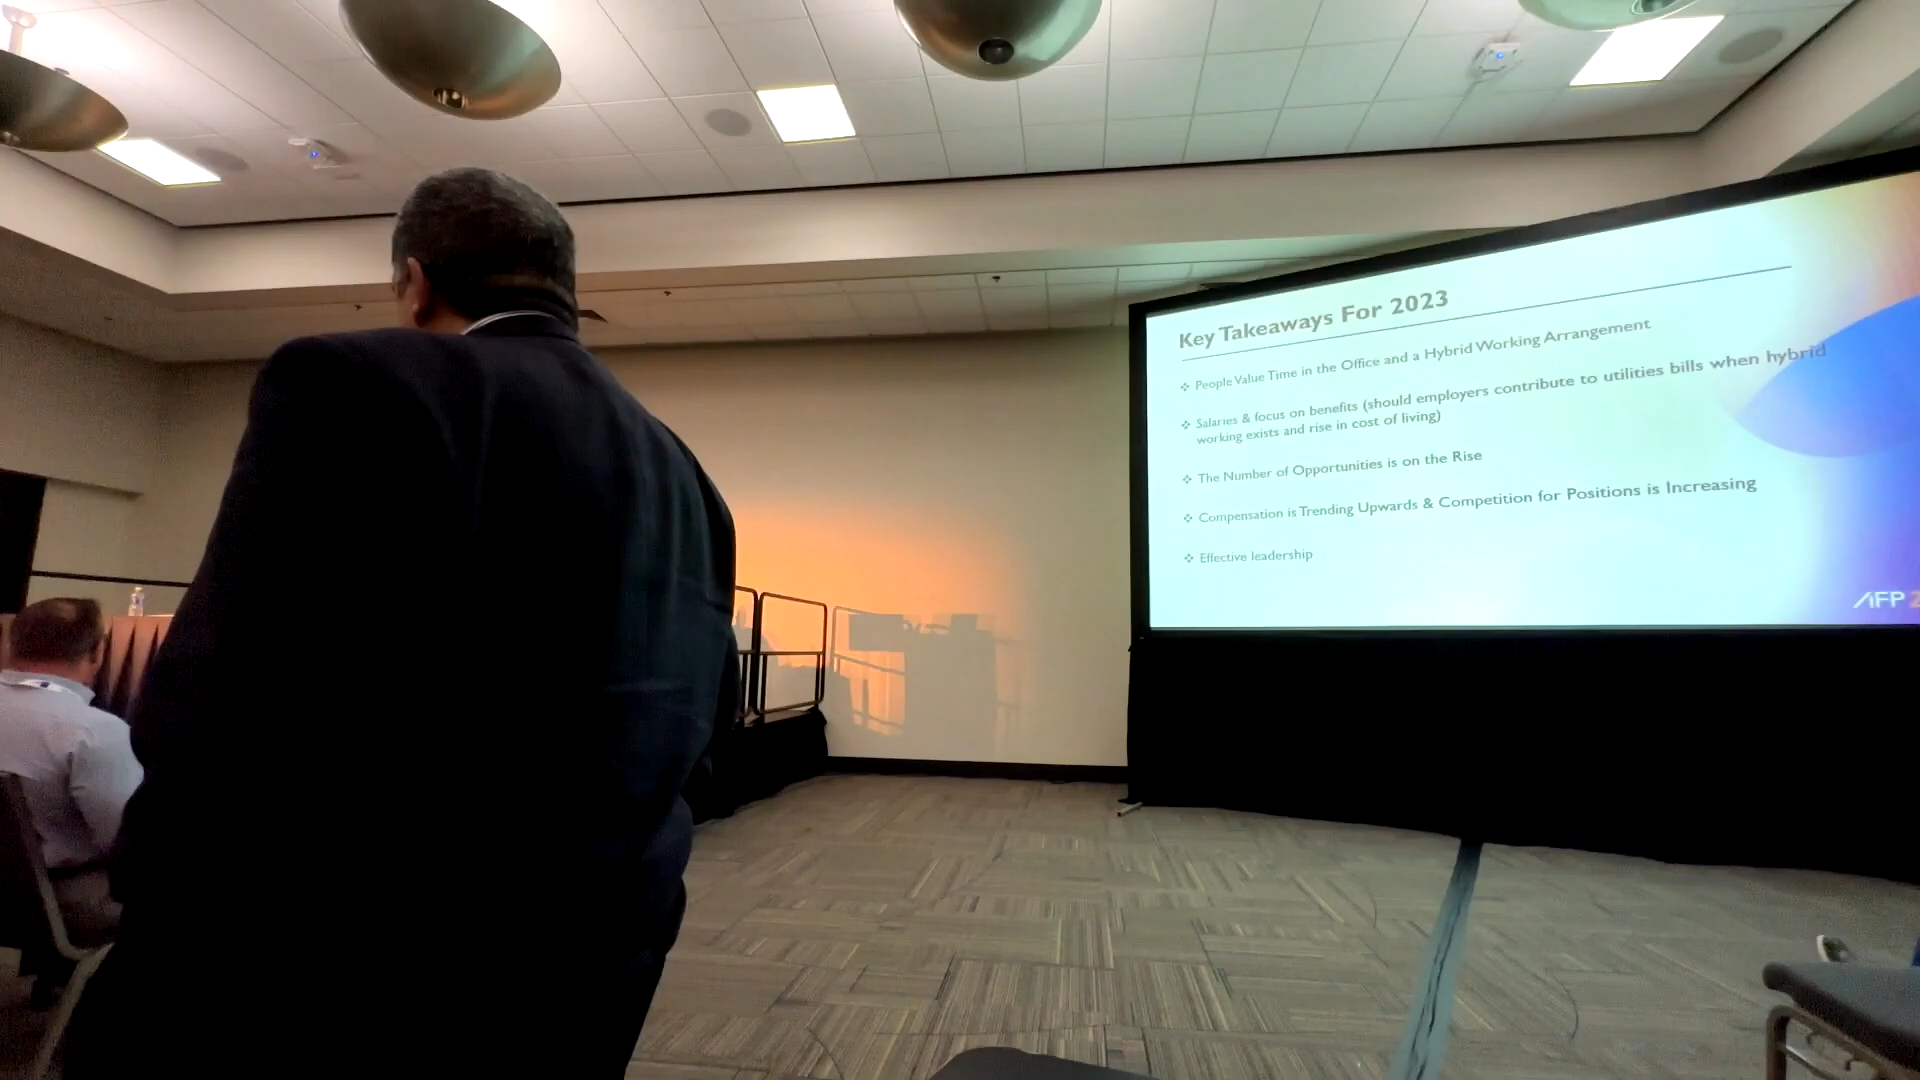 Key Takeaways For 2023
❖ People Value Time in the Office and a Hybrid Working Arrangement
❖ Salaries & focus on benefits (should employers contribute to utilities bills when hybrid
working exists and rise in cost of living)
❖ The Number of Opportunities is on the Rise
❖ Compensation is Trending Upwards & Competition for Positions is Increasing
❖ Effective leadership
AFP 2